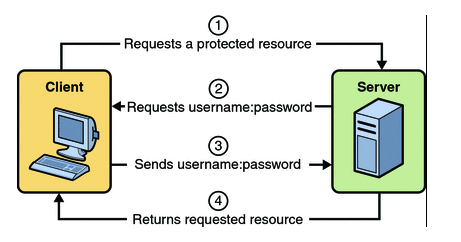 1
Requests a protected resource
Client
Server
2
Requests username:password
3
Sends username:password
4
Returns requested resource